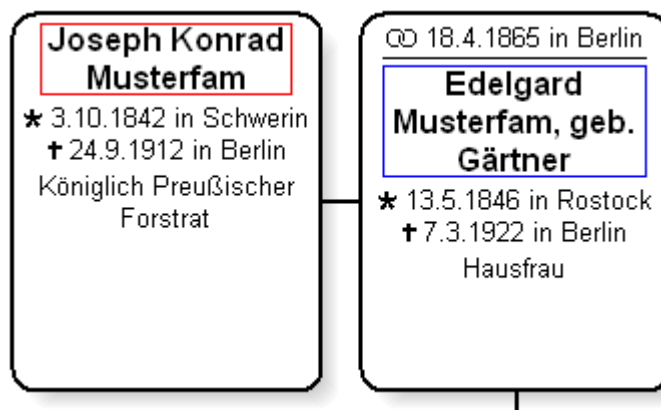 Joseph Konrad
Musterfam
★ 3.10.1842 in Schwerin
✝ 24.9.1912 in Berlin
Königlich Preußischer
Forstrat
⚭ 18.4.1865 in Berlin
Edelgard
Musterfam, geb.
Gärtner
★ 13.5.1846 in Rostock
✝ 7.3.1922 in Berlin
Hausfrau